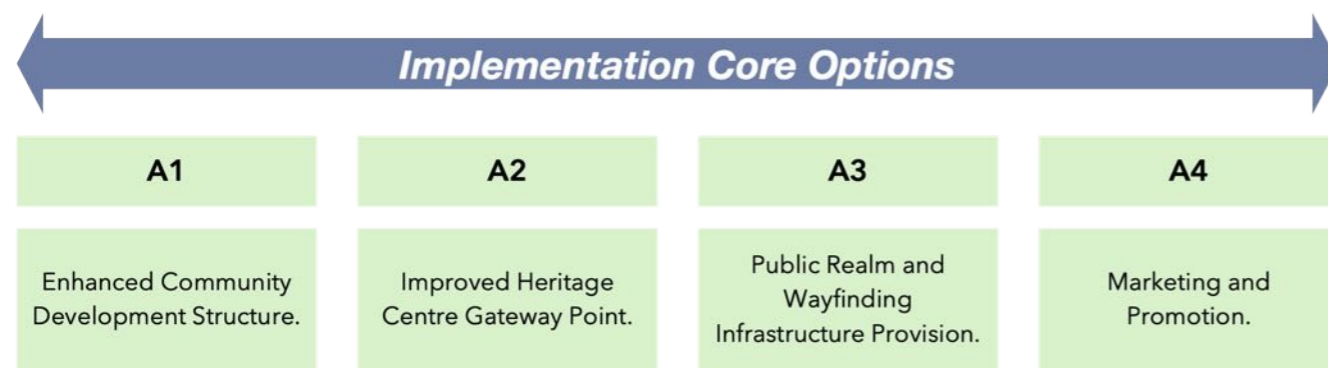 Implementation Core Options
A1
A2
A3
A4
Enhanced Community
Development Structure.
Improved Heritage
Centre Gateway Point.
Public Realm and
Wayfinding
Infrastructure Provision.
Marketing and
Promotion.